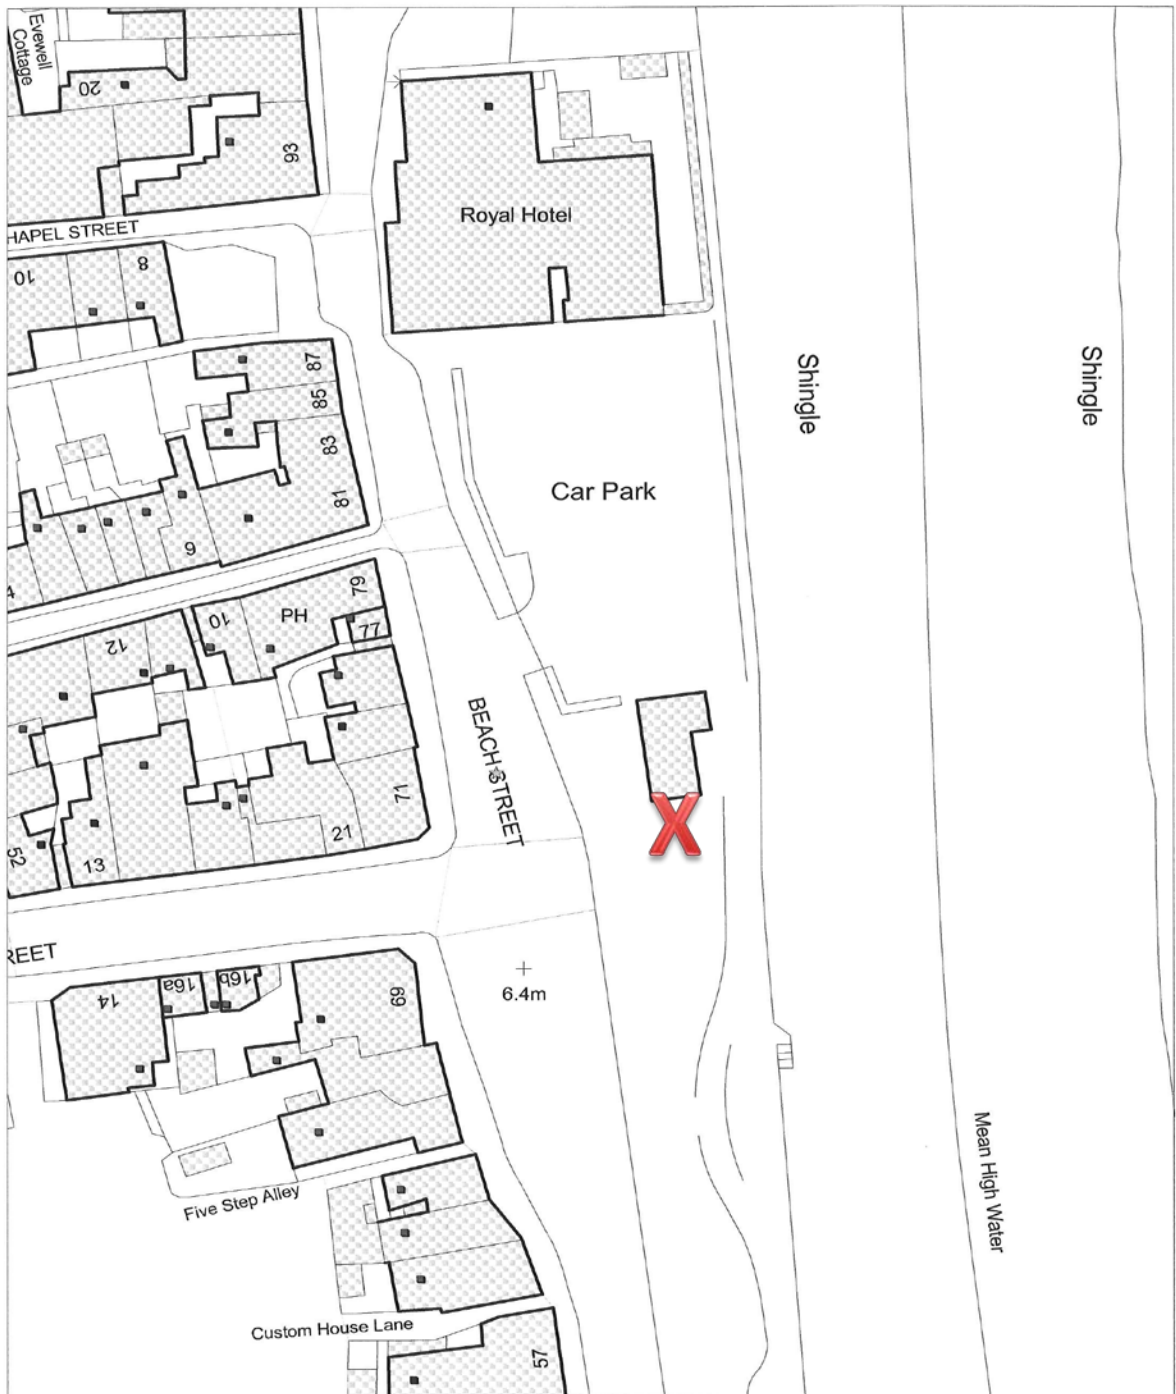 Evewell
Cottage
20
93
HAPEL STREET
Royal Hotel
10
8
87
85
83
81
6
4
Shingle
Shingle
Car Park
79
77
PH
10
12
BEACH STREET
71
21
13
52
X
REET
6.4m
14
16a
16b
69
Five Step Alley
Mean High Water
Custom House Lane
57